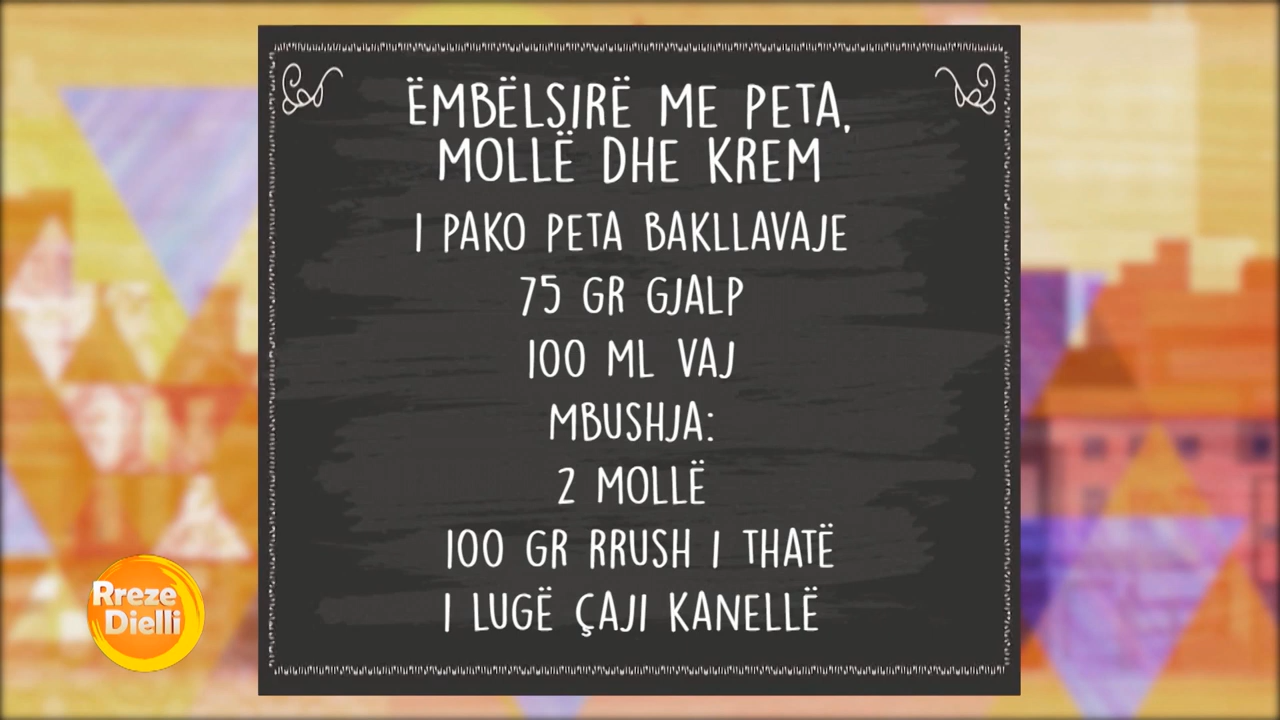 ËMBËLSIRË ME PETA,
MOLLË DHE KREM
1 PAKO PETA BAKLLAVAJE
75 GR GJALP
100 ML VAJ
MBUSHJA:
2 MOLLË
100 GR RRUSH I THATË
1 LUGË ÇAJI KANELLË
Rreze
Dielli